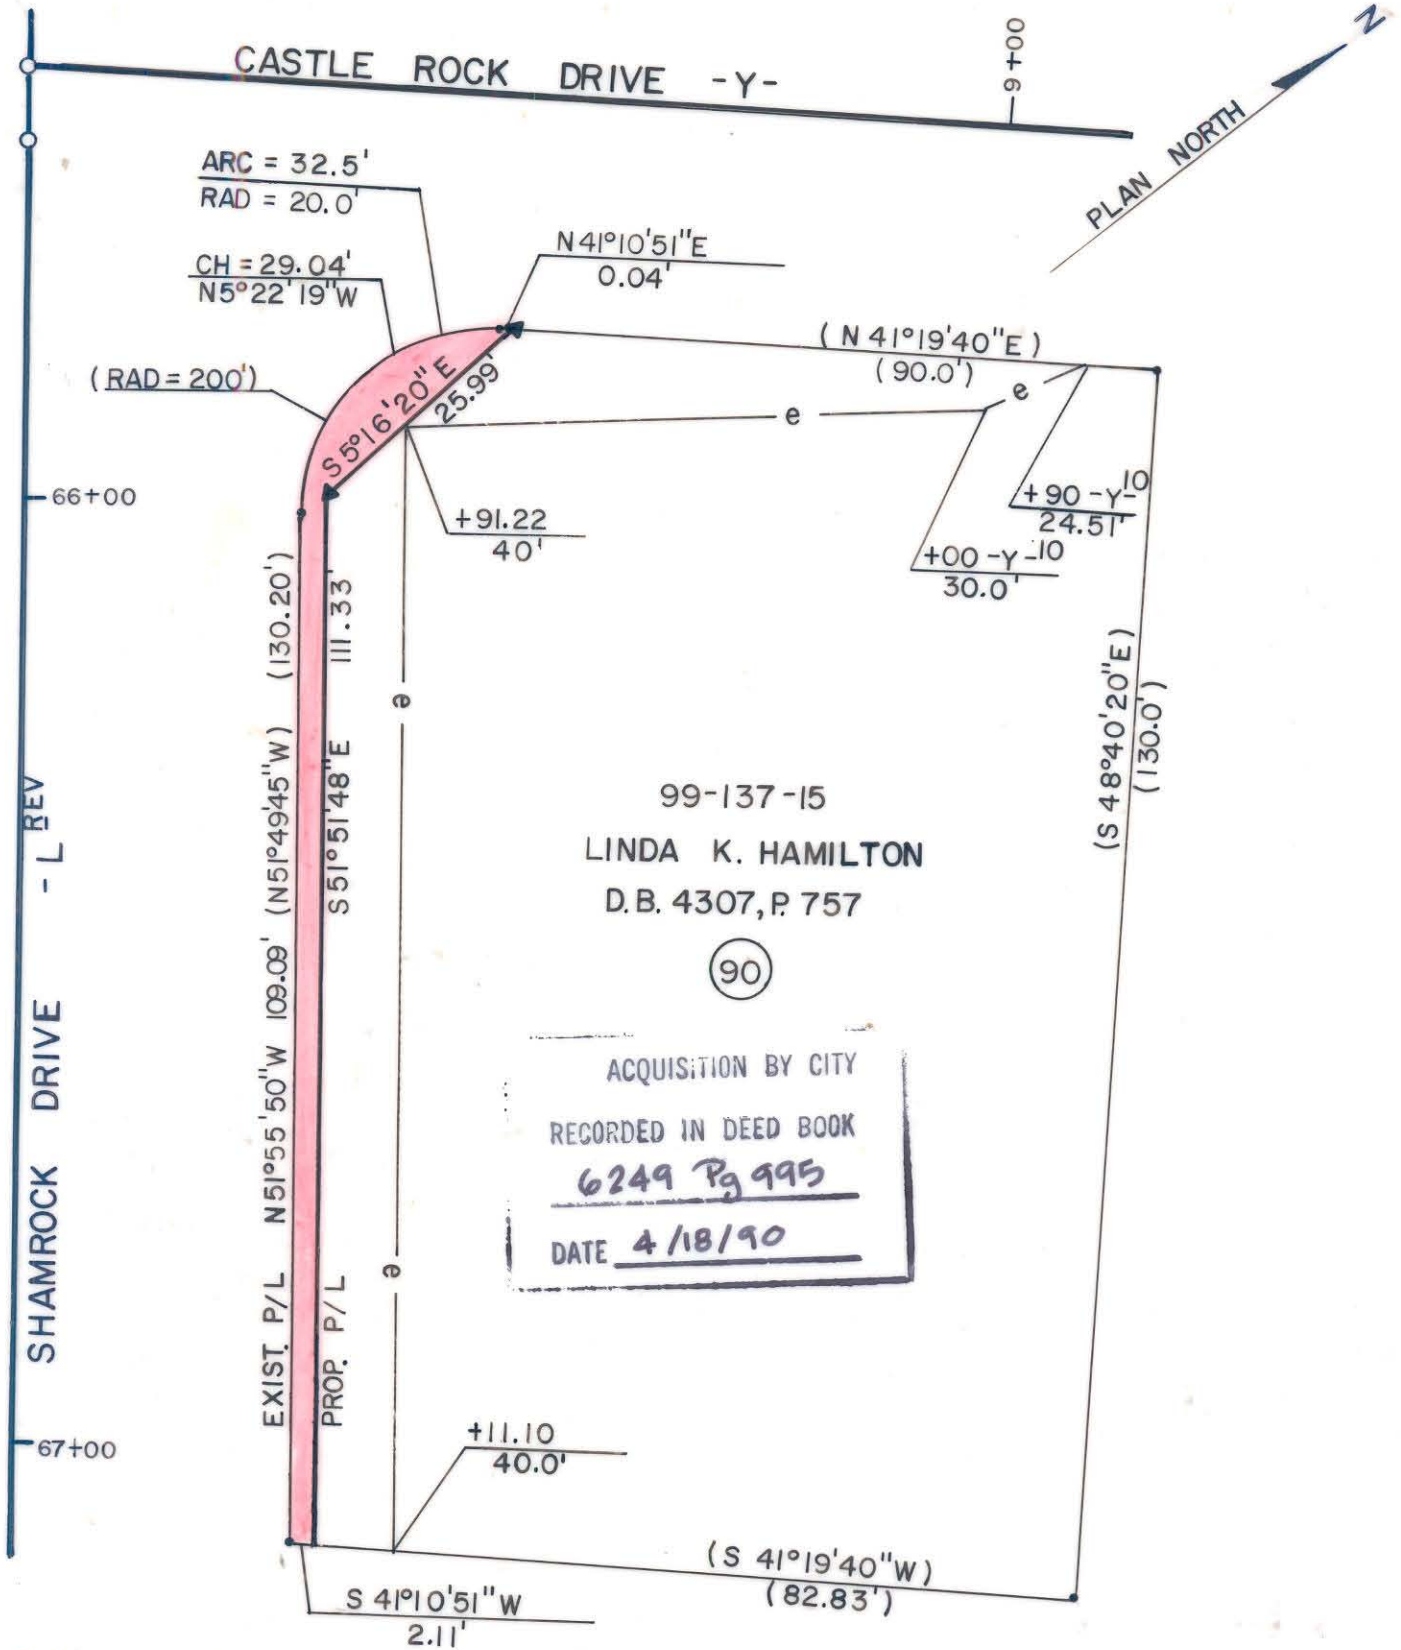 CASTLE ROCK DRIVE -Y-
9+00
N
PLAN NORTH
ARC = 32.5'
RAD = 20.0'
CH = 29.04'
N5°22'19"W
N41°10'51"E
0.04'
(RAD=200')
S5°16'20"E
25.99'
(N 41°19'40"E)
(90.0')
e
e
66+00
+91.22
40'
+90 -Y-10
24.51'
+00 -Y-10
30.0'
(130.20')
111.33'
e
(S 48°40'20"E)
(130.0')
SHAMROCK DRIVE -L REV
EXIST. P/L N51°55'50"W 109.09' (N51°49'45"W)
PROP. P/L
S51°51'48"E
99-137-15
LINDA K. HAMILTON
D.B. 4307, P. 757
90
ACQUISITION BY CITY
RECORDED IN DEED BOOK
6249 Pg 995
DATE 4/18/90
e
67+00
+11.10
40.0'
(S 41°19'40"W)
(82.83')
S 41°10'51"W
2.11'